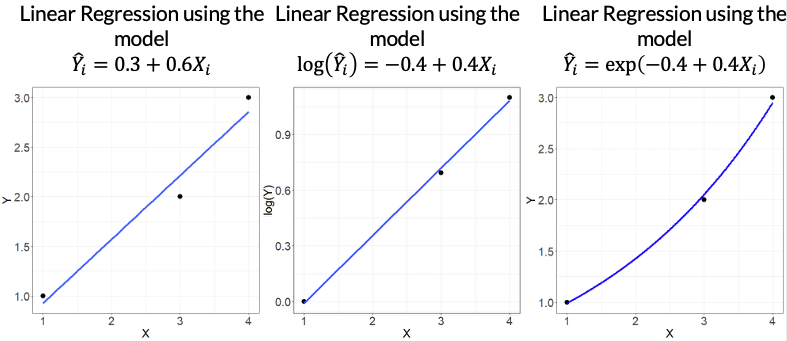 Linear Regression using the model
Ŷᵢ = 0.3 + 0.6Xᵢ
3.0
2.5
2.0
1.5
1.0
Y
1 2 3 4
X
Linear Regression using the model
log(Ŷᵢ) = −0.4 + 0.4Xᵢ
0.9
0.6
0.3
0.0
log(Y)
1 2 3 4
X
Linear Regression using the model
Ŷᵢ = exp(−0.4 + 0.4Xᵢ)
3.0
2.5
2.0
1.5
1.0
Y
1 2 3 4
X